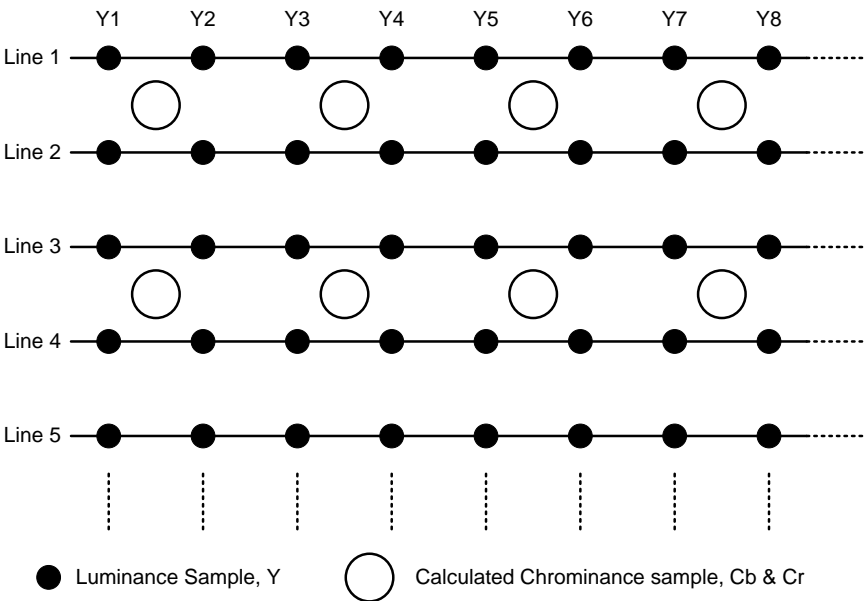 Y1 Y2 Y3 Y4 Y5 Y6 Y7 Y8
Line 1
Line 2
Line 3
Line 4
Line 5
Luminance Sample, Y Calculated Chrominance sample, Cb & Cr